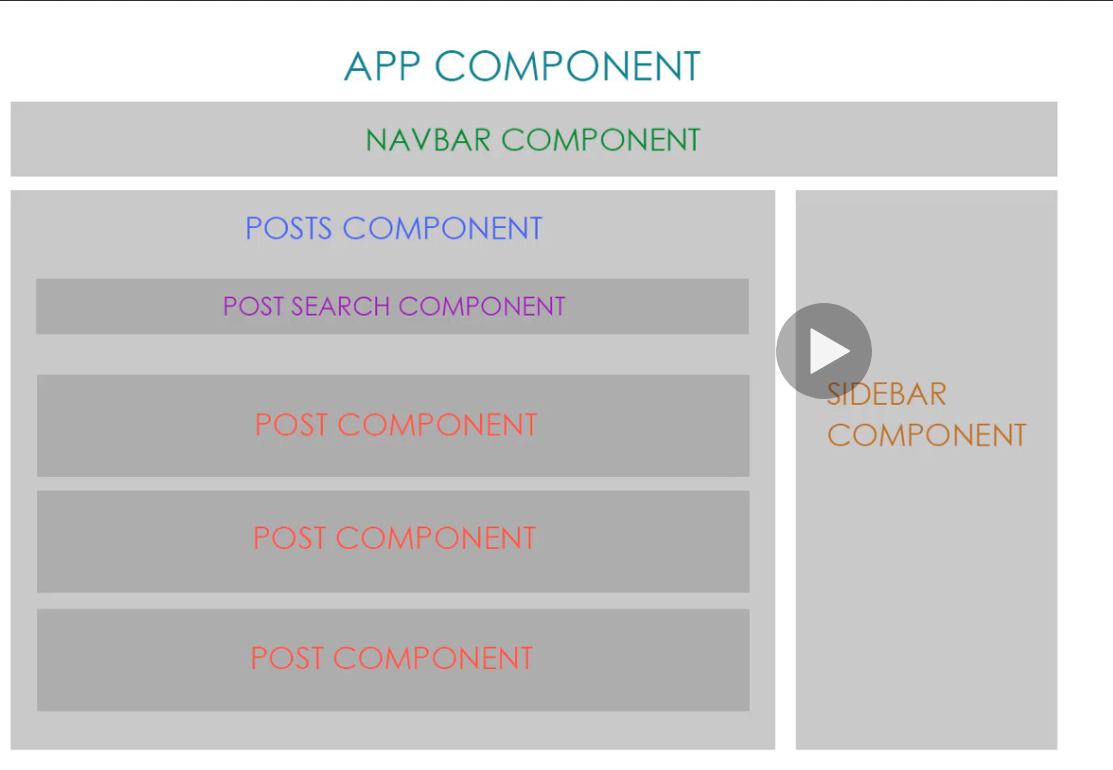 APP COMPONENT
NAVBAR COMPONENT
POSTS COMPONENT
POST SEARCH COMPONENT
POST COMPONENT
POST COMPONENT
POST COMPONENT
SIDEBAR
COMPONENT